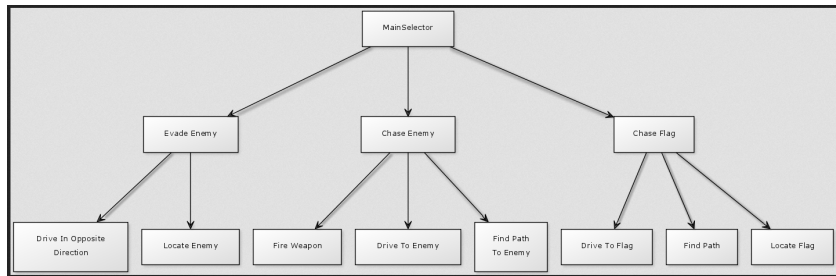 MainSelector
Evade Enemy
Chase Enemy
Chase Flag
Drive In Opposite
Direction
Locate Enemy
Fire Weapon
Drive To Enemy
Find Path
To Enemy
Drive To Flag
Find Path
Locate Flag